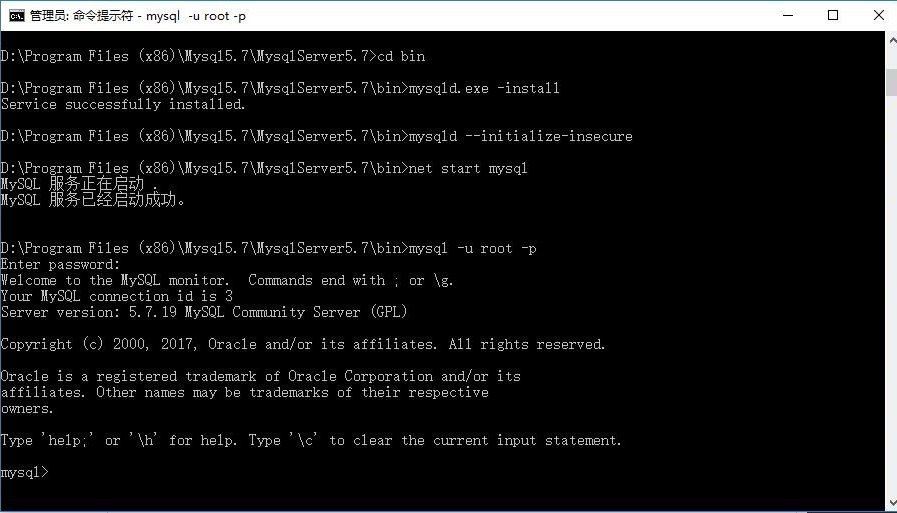 管理员: 命令提示符 - mysql  -u root -p
D:\Program Files (x86)\Mysql5.7\MysqlServer5.7>cd bin
D:\Program Files (x86)\Mysql5.7\MysqlServer5.7\bin>mysqld.exe -install
Service successfully installed.
D:\Program Files (x86)\Mysql5.7\MysqlServer5.7\bin>mysqld --initialize-insecure
D:\Program Files (x86)\Mysql5.7\MysqlServer5.7\bin>net start mysql
MySQL 服务正在启动 .
MySQL 服务已经启动成功。
D:\Program Files (x86)\Mysql5.7\MysqlServer5.7\bin>mysql -u root -p
Enter password:
Welcome to the MySQL monitor.  Commands end with ; or \g.
Your MySQL connection id is 3
Server version: 5.7.19 MySQL Community Server (GPL)
Copyright (c) 2000, 2017, Oracle and/or its affiliates. All rights reserved.
Oracle is a registered trademark of Oracle Corporation and/or its
affiliates. Other names may be trademarks of their respective
owners.
Type 'help;' or '\h' for help. Type '\c' to clear the current input statement.
mysql>